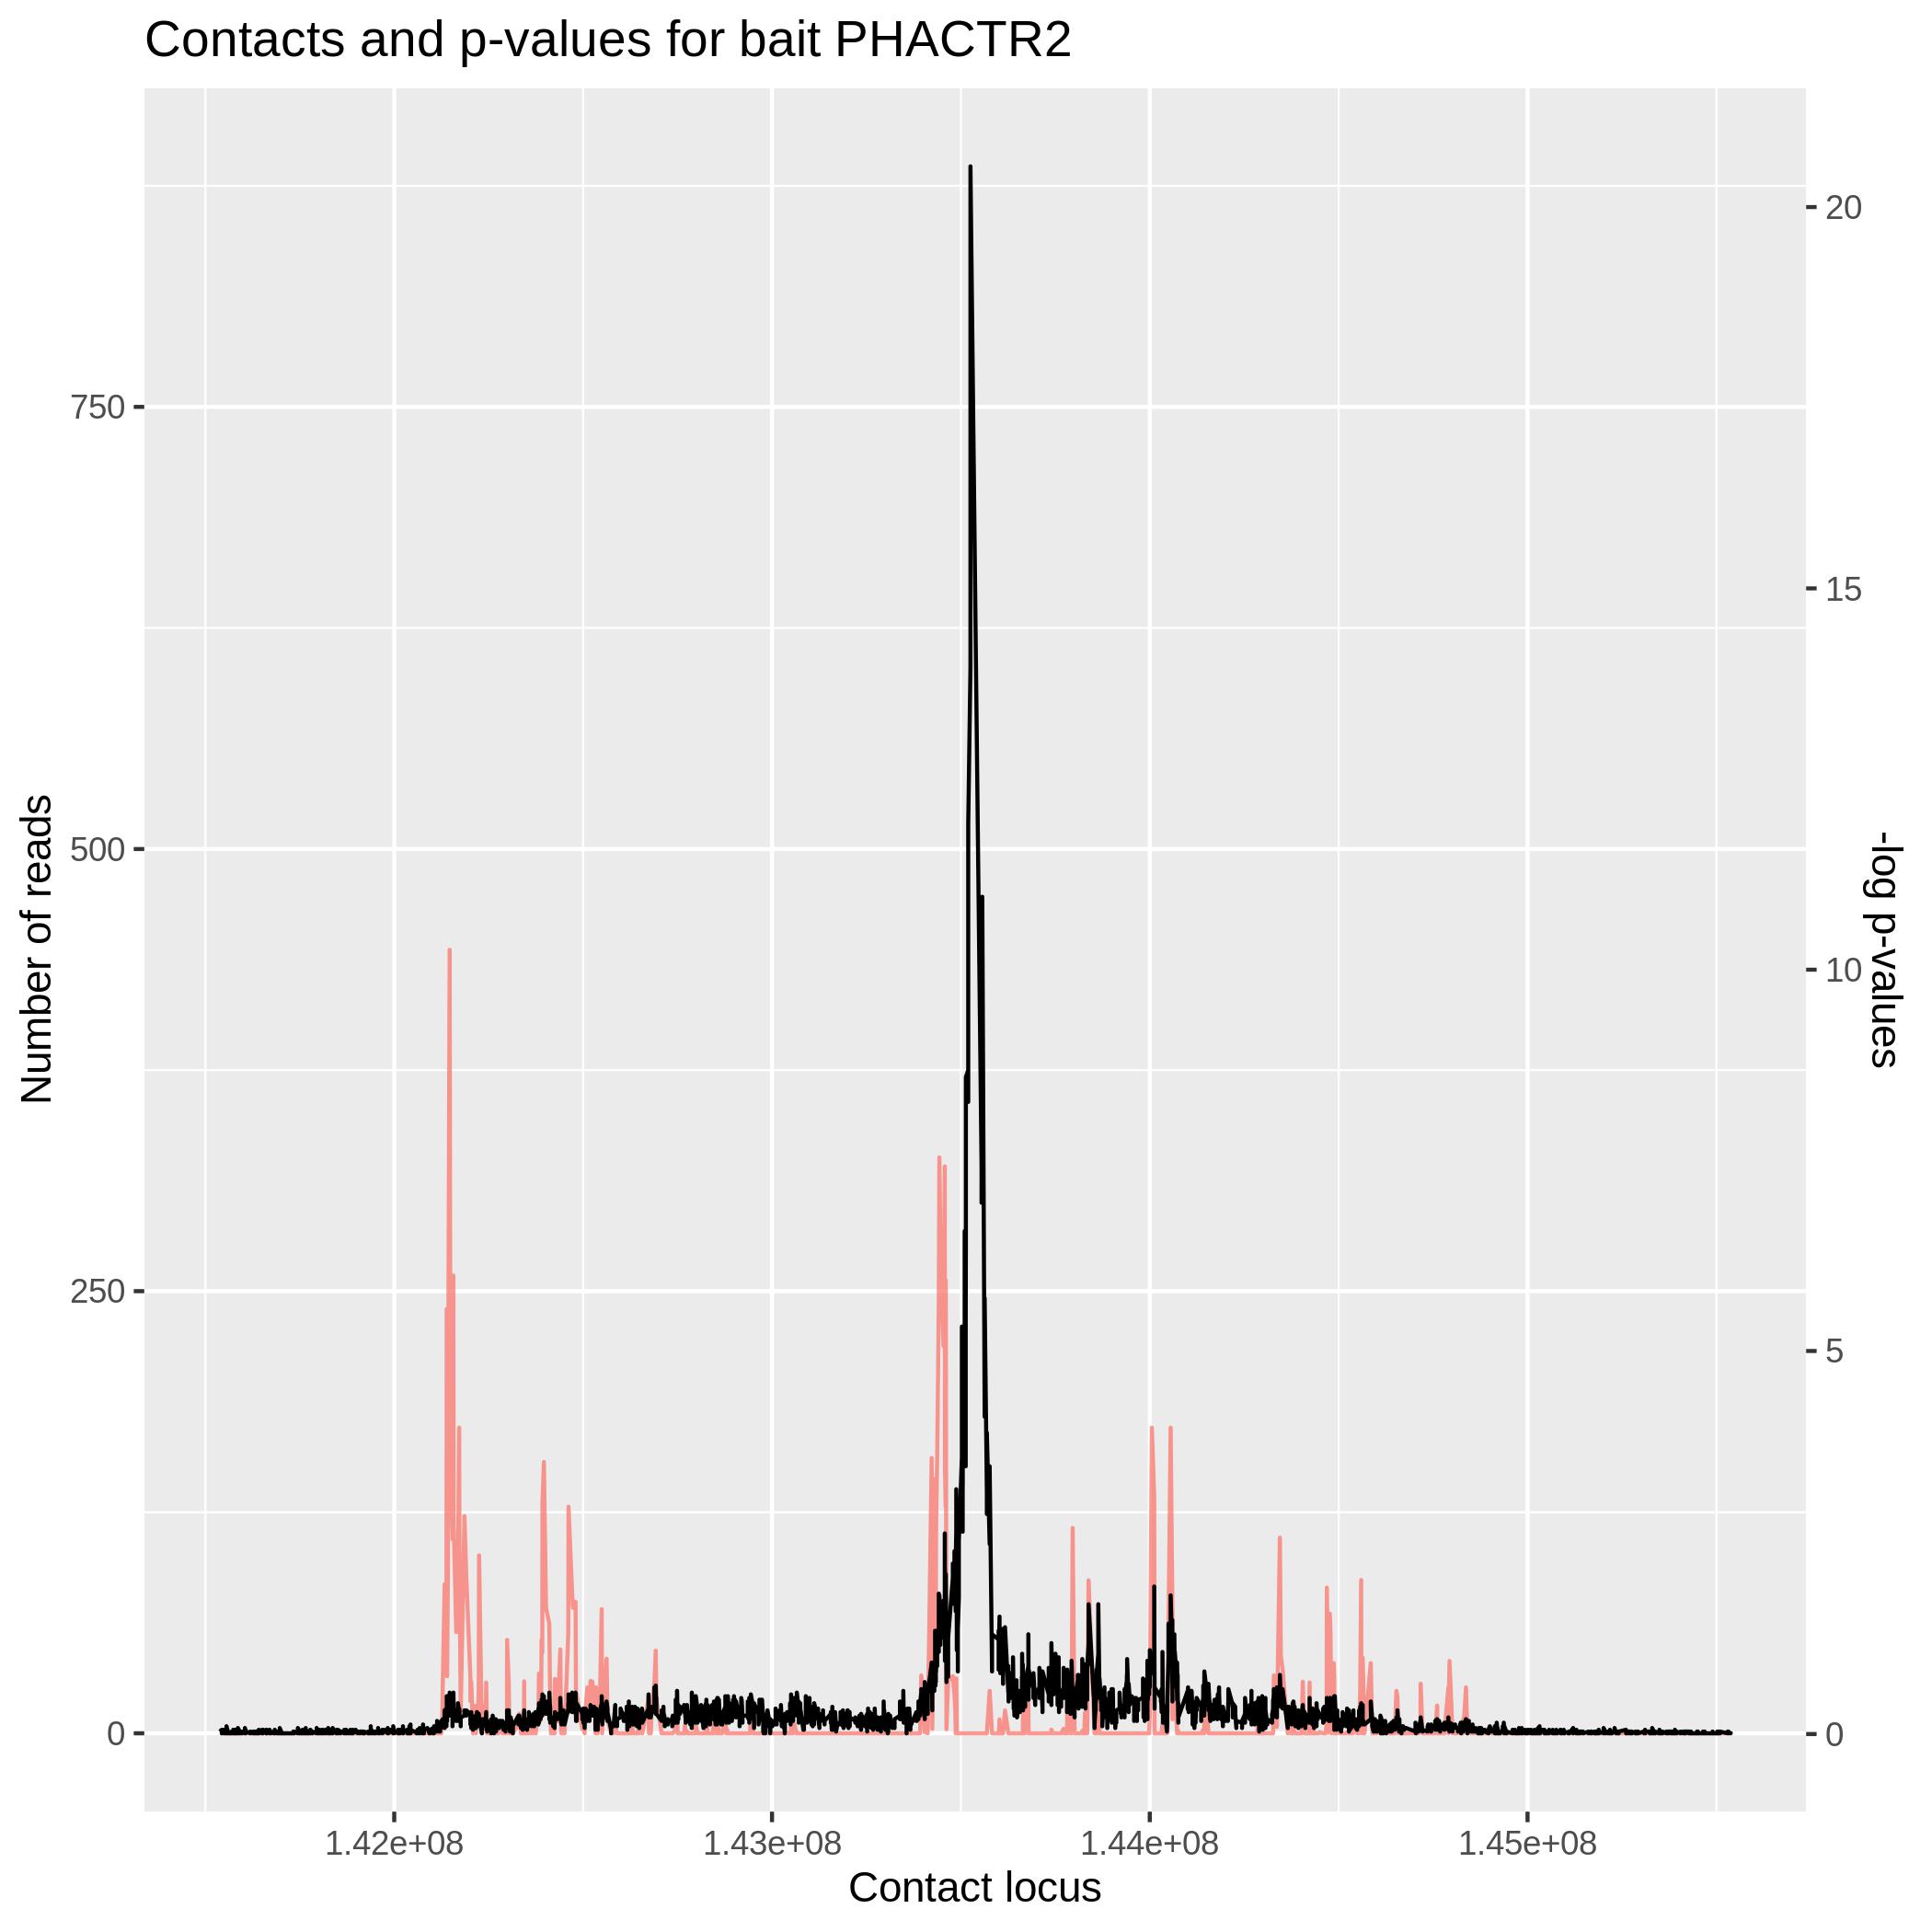 Contacts and p-values for bait PHACTR2
Number of reads
750
500
250
0
20
15
10
5
0
-log p-values
1.42e+08
1.43e+08
1.44e+08
1.45e+08
Contact locus